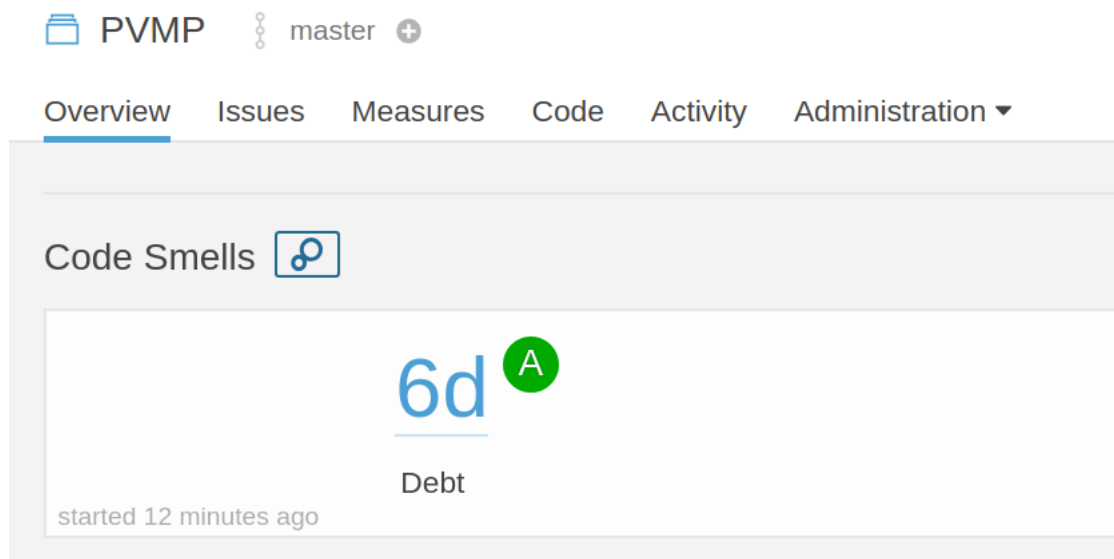 PVMP master
Overview Issues Measures Code Activity Administration
Code Smells
6d A
Debt
started 12 minutes ago